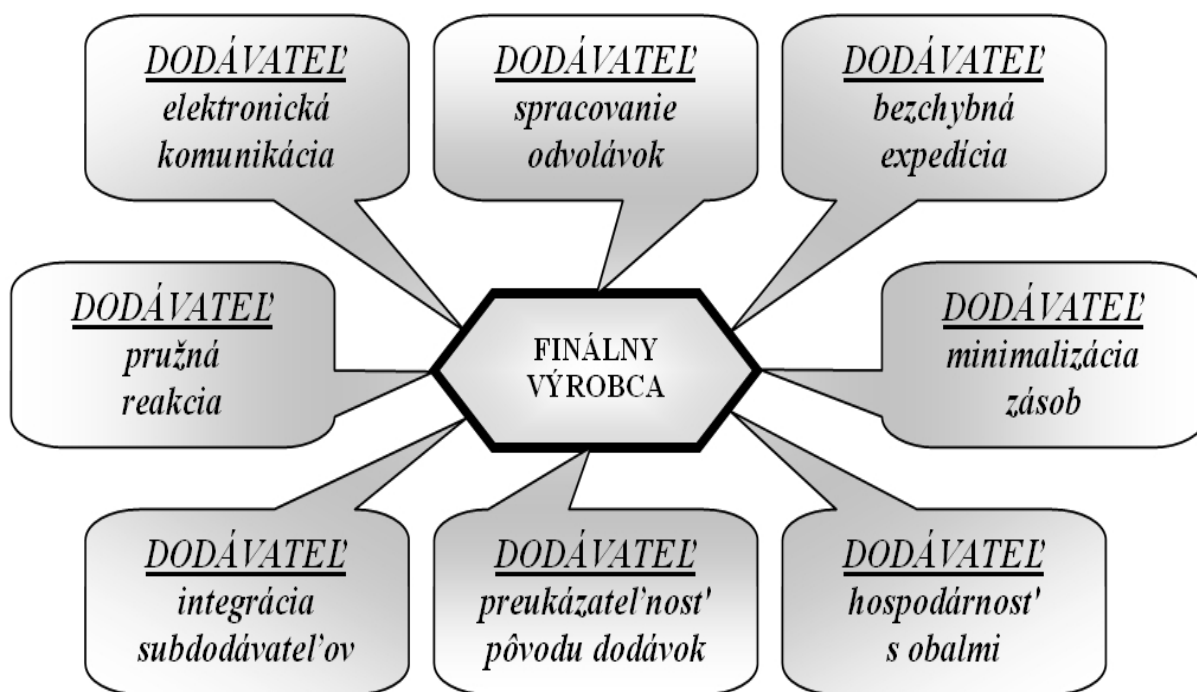 DODÁVATEĽ
elektronická
komunikácia
DODÁVATEĽ
spracovanie
odvolávok
DODÁVATEĽ
bezchybná
expedícia
DODÁVATEĽ
pružná
reakcia
FINÁLNY
VÝROBCA
DODÁVATEĽ
minimalizácia
zásob
DODÁVATEĽ
integrácia
subdodávateľov
DODÁVATEĽ
preukázateľnosť
pôvodu dodávok
DODÁVATEĽ
hospodárnosť
s obalmi